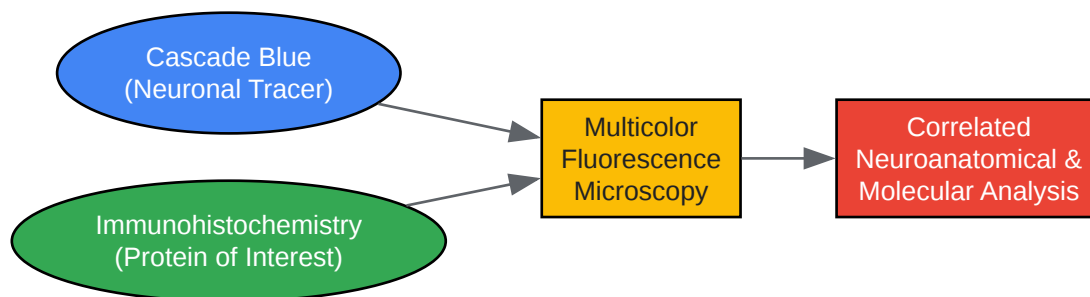 Cascade Blue
(Neuronal Tracer)
Immunohistochemistry
(Protein of Interest)
Multicolor
Fluorescence
Microscopy
Correlated
Neuroanatomical &
Molecular Analysis